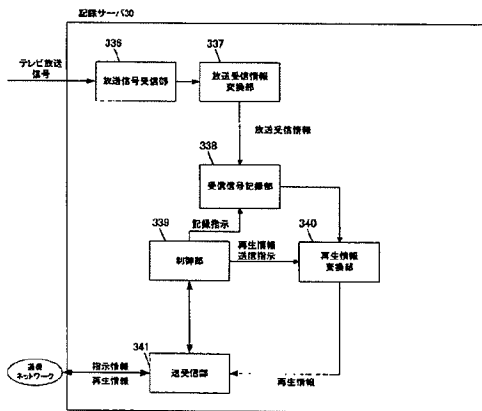 記録サーバ30
336
337
テレビ放送
信号
放送信号受信部
放送受信情報
変換部
放送受信情報
338
受信信号記録部
339
記録指示
340
制御部
再生情報
送信指示
再生情報
変換部
341
通信
ネットワーク
指示情報
再生情報
送受信部
再生情報